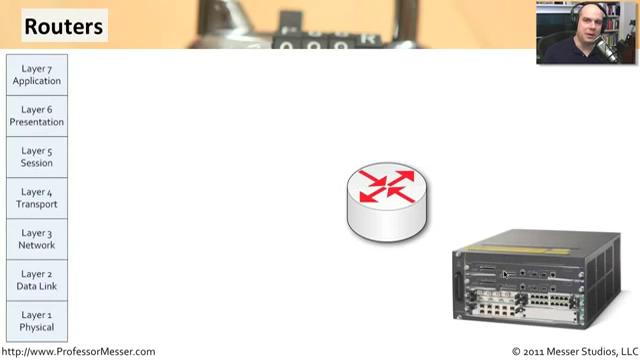 Routers
Layer 7
Application
Layer 6
Presentation
Layer 5
Session
Layer 4
Transport
Layer 3
Network
Layer 2
Data Link
Layer 1
Physical
http://www.ProfessorMesser.com
© 2011 Messer Studios, LLC